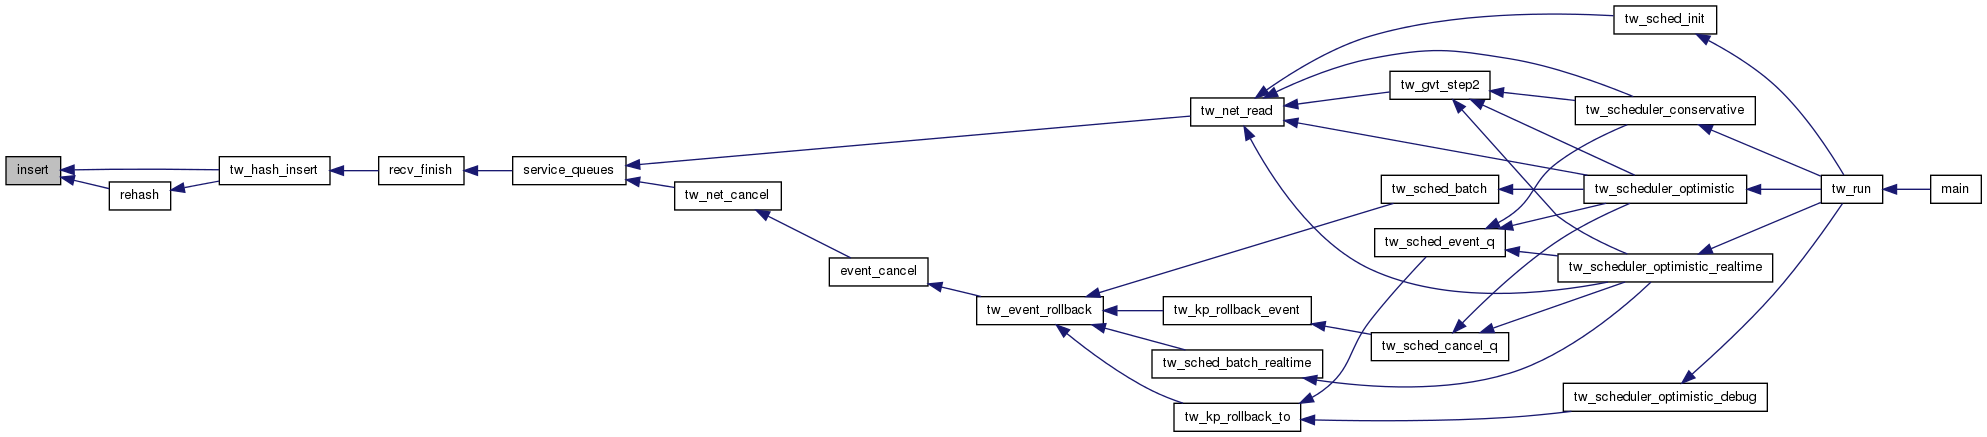 insert
rehash
tw_hash_insert
recv_finish
service_queues
tw_net_read
tw_net_cancel
event_cancel
tw_event_rollback
tw_sched_init
tw_gvt_step2
tw_scheduler_conservative
tw_sched_batch
tw_scheduler_optimistic
tw_run
main
tw_sched_event_q
tw_scheduler_optimistic_realtime
tw_kp_rollback_event
tw_sched_cancel_q
tw_sched_batch_realtime
tw_scheduler_optimistic_debug
tw_kp_rollback_to